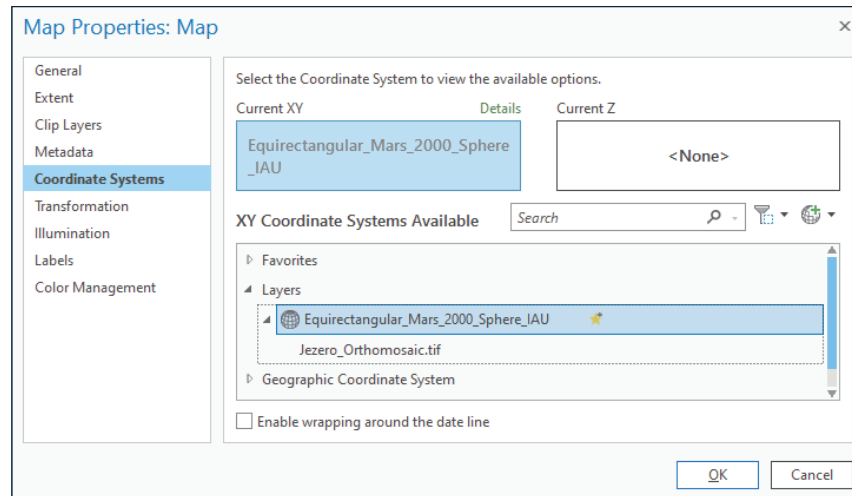 Map Properties: Map
General
Extent
Clip Layers
Metadata
Coordinate Systems
Transformation
Illumination
Labels
Color Management
Select the Coordinate System to view the available options.
Current XY Details Current Z
Equirectangular_Mars_2000_Sphere
_IAU
<None>
XY Coordinate Systems Available Search
Favorites
Layers
Equirectangular_Mars_2000_Sphere_IAU
Jezero_Orthomosaic.tif
Geographic Coordinate System
Enable wrapping around the date line
OK Cancel